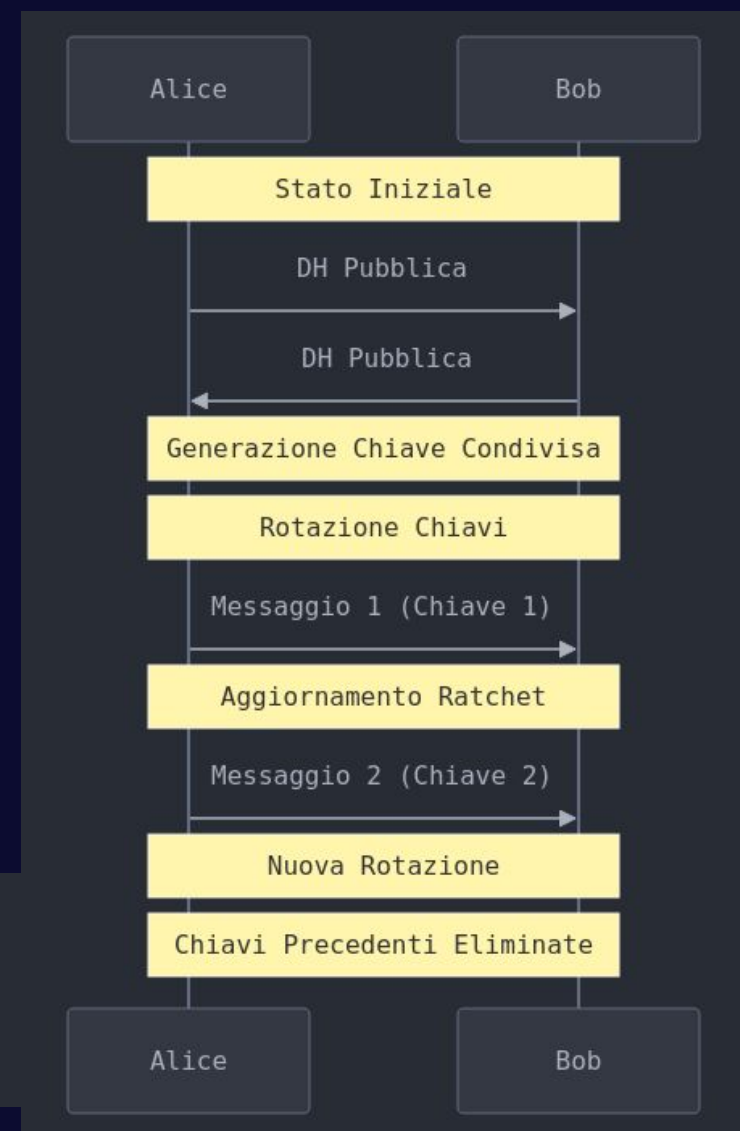 Alice
Bob
Stato Iniziale
DH Pubblica
DH Pubblica
Generazione Chiave Condivisa
Rotazione Chiavi
Messaggio 1 (Chiave 1)
Aggiornamento Ratchet
Messaggio 2 (Chiave 2)
Nuova Rotazione
Chiavi Precedenti Eliminate
Alice
Bob